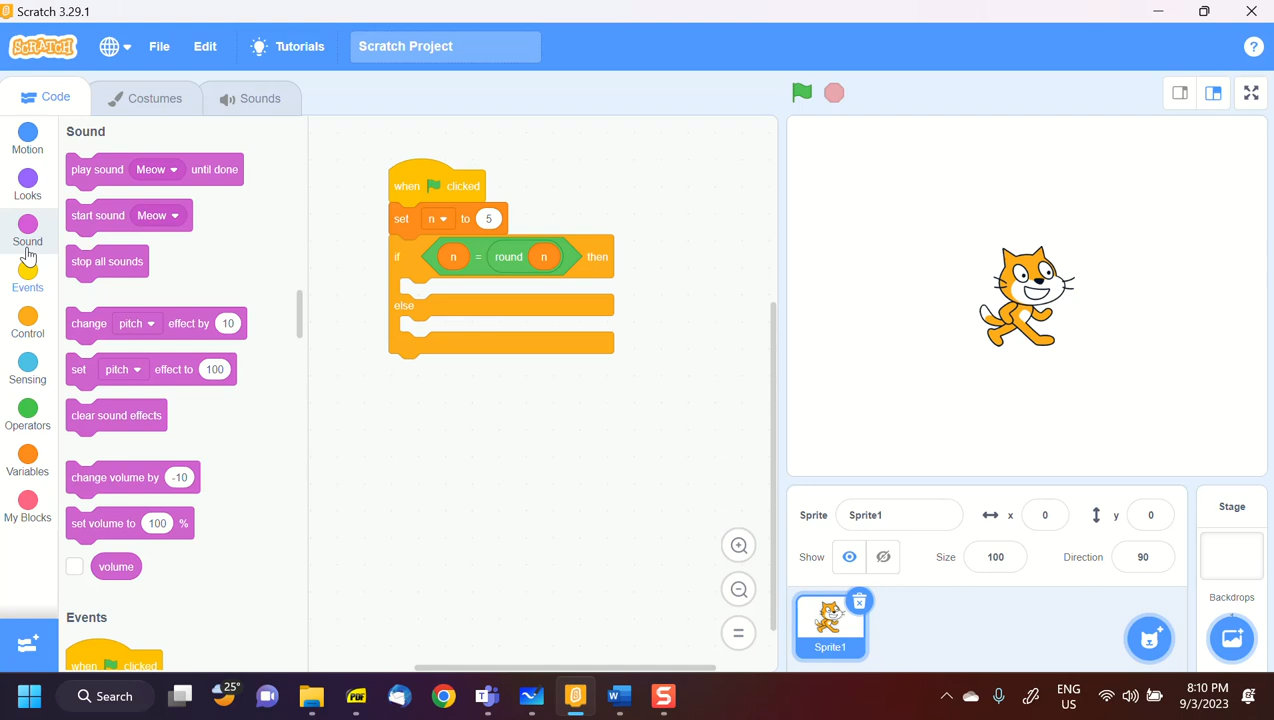 Scratch 3.29.1
SCRATCH
File
Edit
Tutorials
Scratch Project
?
Code
Costumes
Sounds
Motion
Looks
Sound
Events
Control
Sensing
Operators
Variables
My Blocks
Sound
play sound Meow until done
start sound Meow
stop all sounds
change pitch effect by 10
set pitch effect to 100
clear sound effects
change volume by -10
set volume to 100 %
volume
Events
when clicked
when clicked
set n to 5
if n = round n then
else
Sprite Sprite1 x 0 y 0
Show Size 100 Direction 90
Sprite1
Stage
Backdrops
Search
25°
PDF
W
S
ENG
US
8:10 PM
9/3/2023